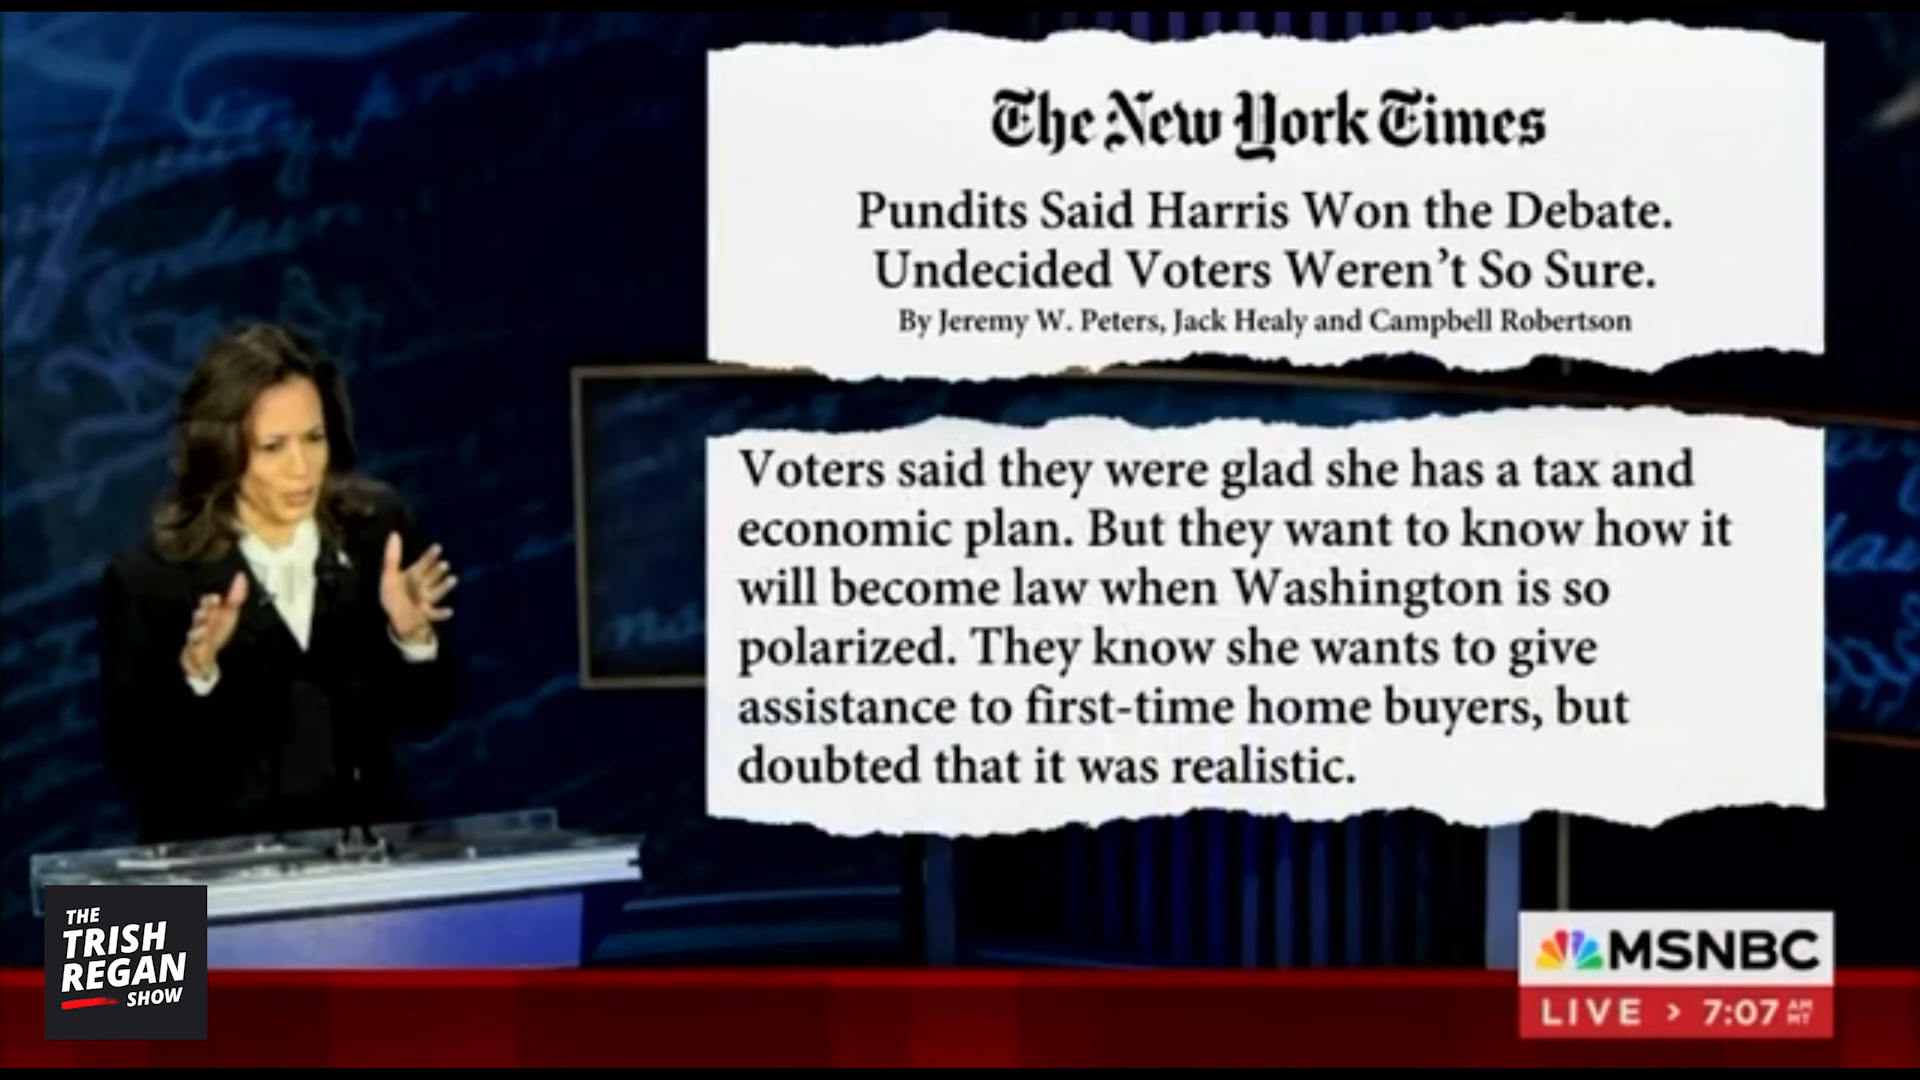 The New York Times
Pundits Said Harris Won the Debate.
Undecided Voters Weren't So Sure.
By Jeremy W. Peters, Jack Healy and Campbell Robertson
Voters said they were glad she has a tax and
economic plan. But they want to know how it
will become law when Washington is so
polarized. They know she wants to give
assistance to first-time home buyers, but
doubted that it was realistic.
THE
TRISH
REGAN
SHOW
MSNBC
LIVE > 7:07 AM MT